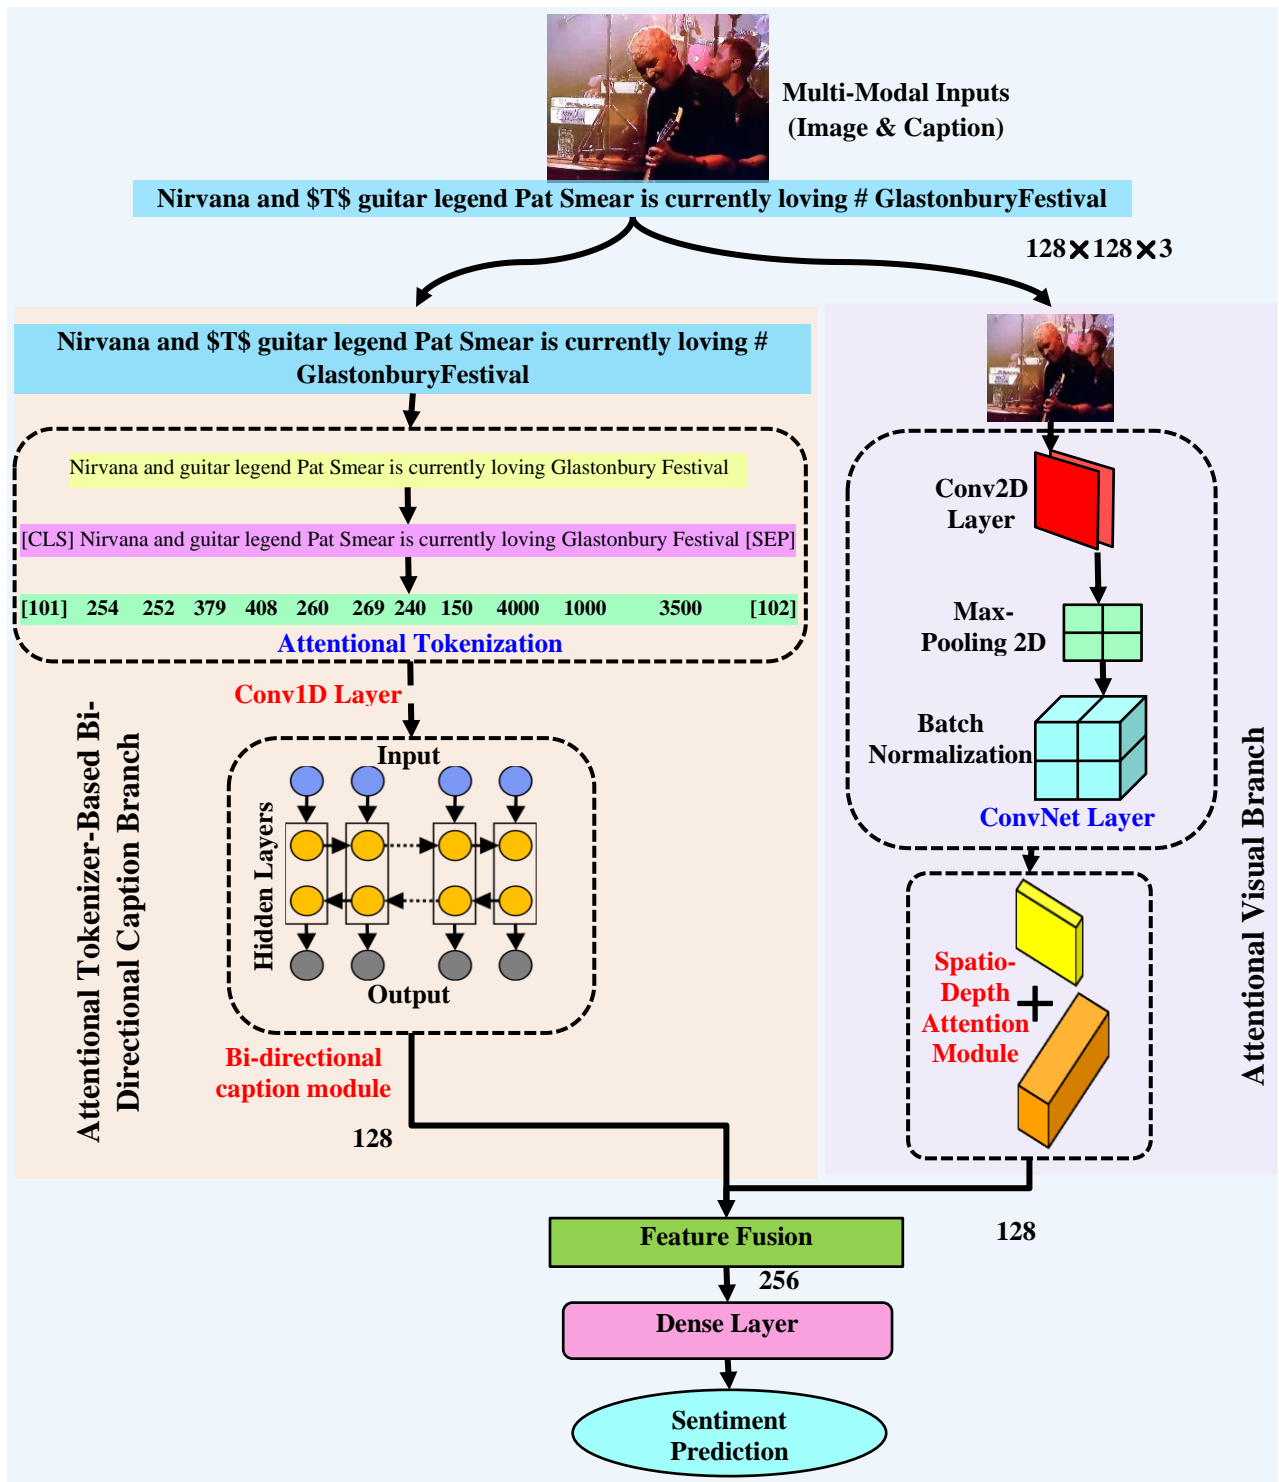 Multi-Modal Inputs
(Image & Caption)
Nirvana and $T$ guitar legend Pat Smear is currently loving # GlastonburyFestival
128×128×3
Nirvana and $T$ guitar legend Pat Smear is currently loving #
GlastonburyFestival
Nirvana and guitar legend Pat Smear is currently loving Glastonbury Festival
[CLS] Nirvana and guitar legend Pat Smear is currently loving Glastonbury Festival [SEP]
[101] 254 252 379 408 260 269 240 150 4000 1000 3500 [102]
Attentional Tokenization
Conv1D Layer
Input
Hidden Layers
Output
Bi-directional
caption module
128
Attentional Tokenizer-Based Bi-
Directional Caption Branch
Conv2D
Layer
Max-
Pooling 2D
Batch
Normalization
ConvNet Layer
Spatio-
Depth
Attention
Module
Attentional Visual Branch
128
Feature Fusion
256
Dense Layer
Sentiment
Prediction